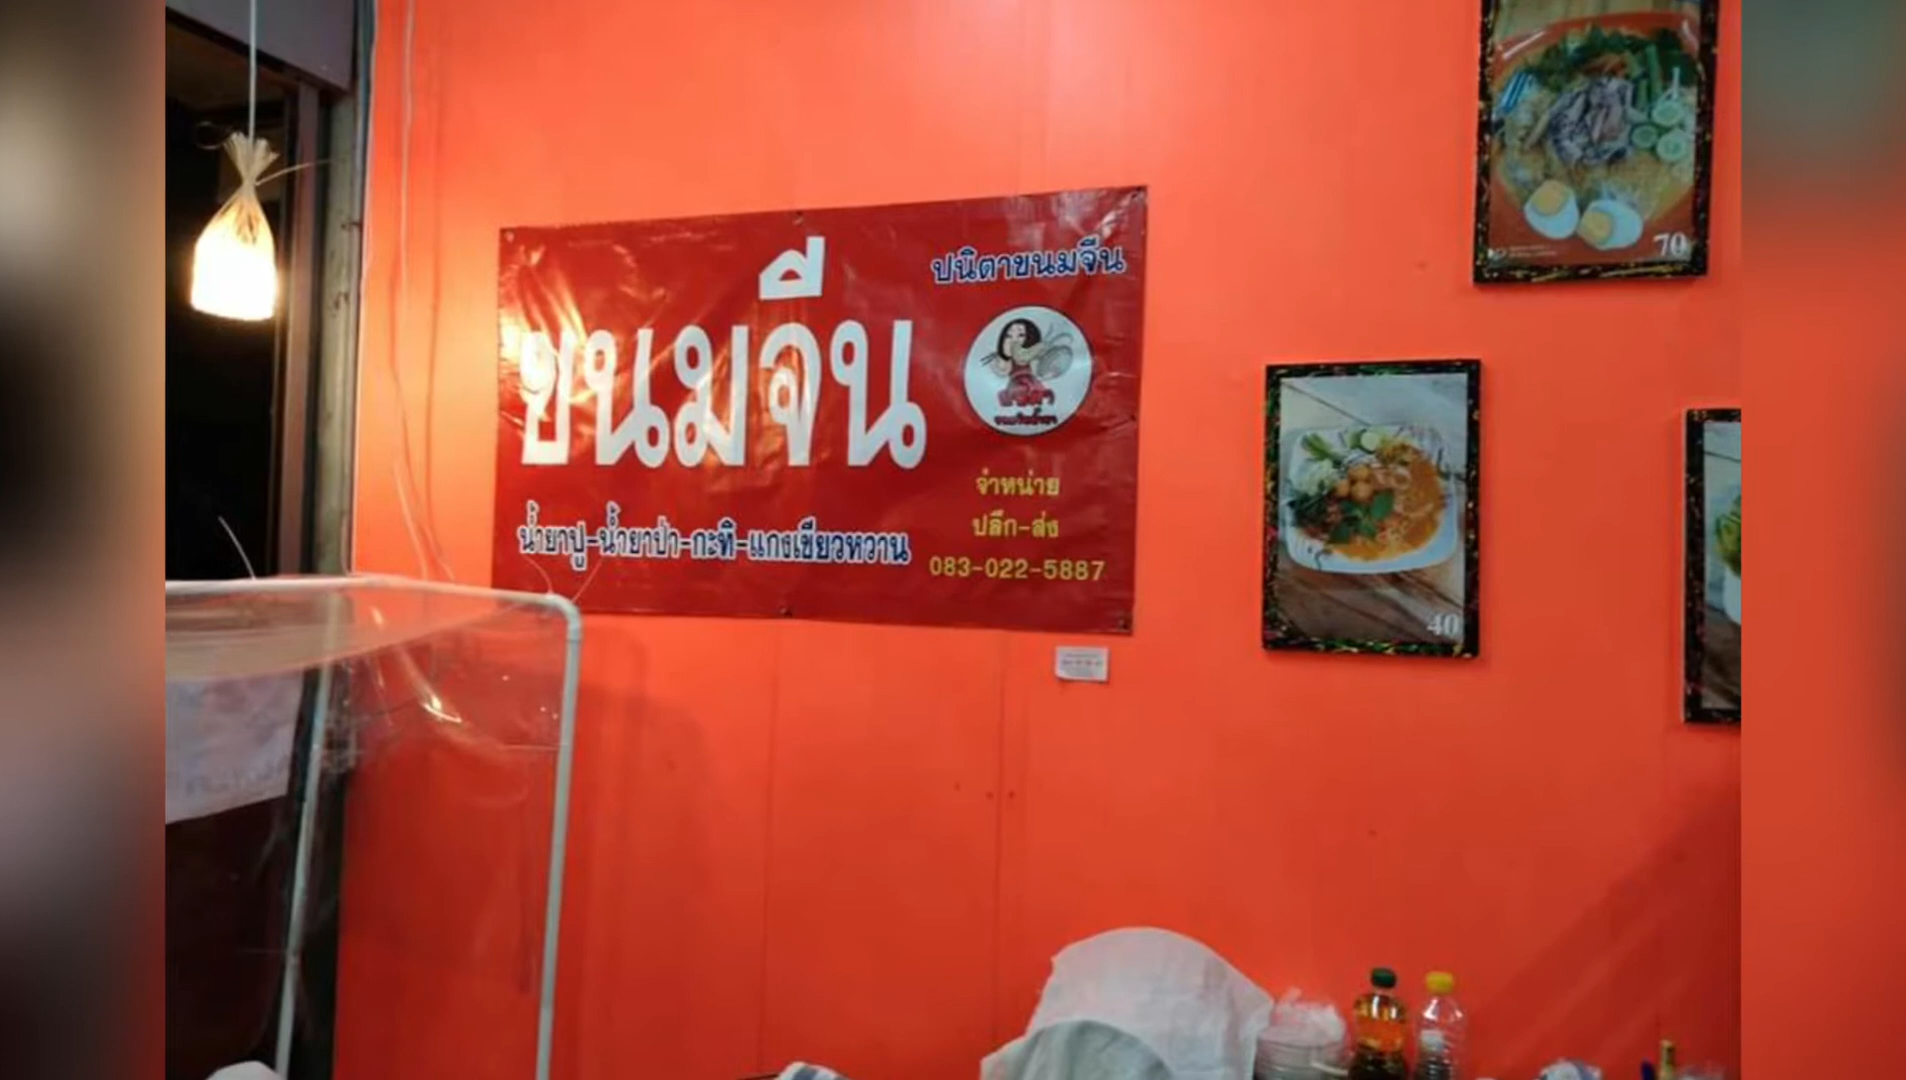 ปนิตาขนมจีน
ขนมจีน
จำหน่าย
ปลีก-ส่ง
083-022-5887
น้ำยาปู-น้ำยาป่า-กะทิ-แกงเขียวหวาน
70
40